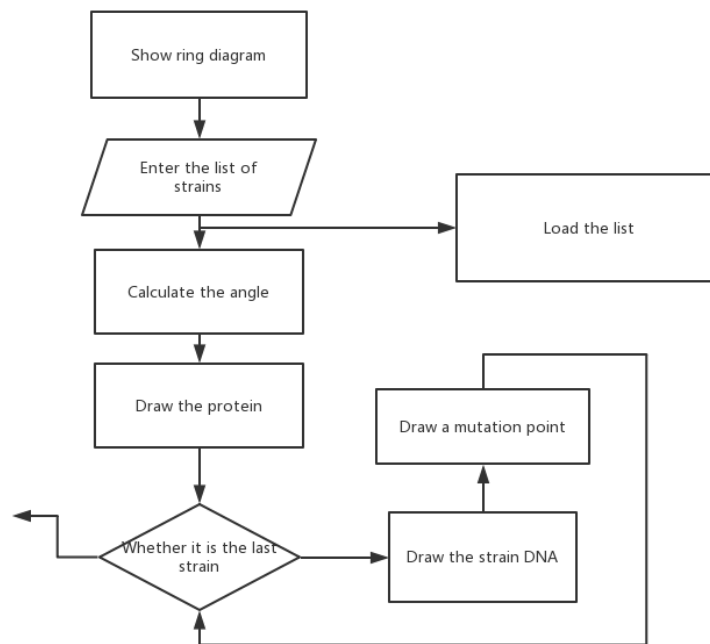 Show ring diagram
Enter the list of
strains
Load the list
Calculate the angle
Draw the protein
Draw a mutation point
Whether it is the last
strain
Draw the strain DNA